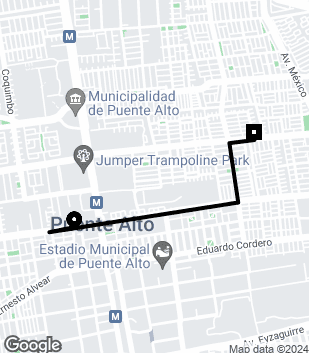 M
Coquimbo
Av. México
Municipalidad
de Puente Alto
Jumper Trampoline Park
M
Puente Alto
Estadio Municipal
de Puente Alto
Eduardo Cordero
Ernesto Alvear
M
Av. Eyzaguirre
Google
Map data ©2024